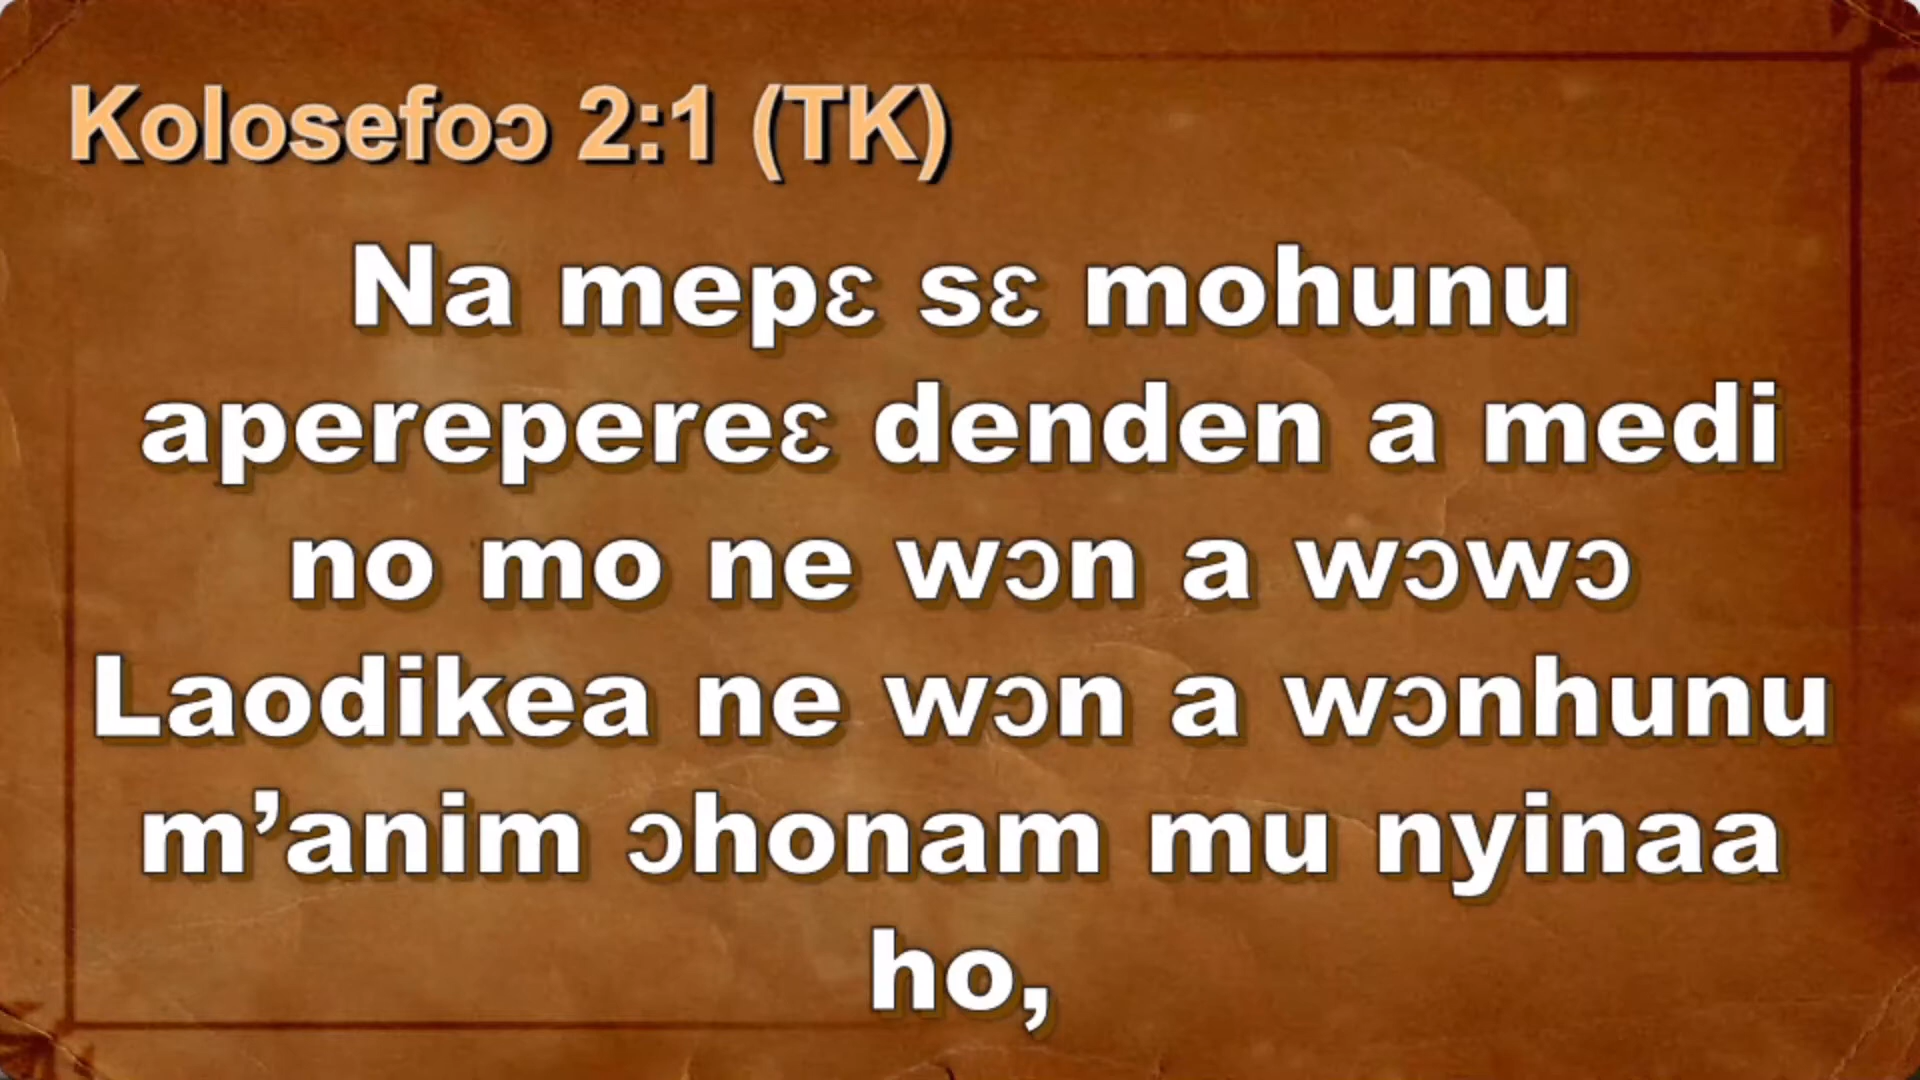 Kolosefoɔ 2:1 (TK)
Na mepɛ sɛ mohunu
aperepereɛ denden a medi
no mo ne wɔn a wɔwɔ
Laodikea ne wɔn a wɔnhunu
m’anim ɔhonam mu nyinaa
ho,